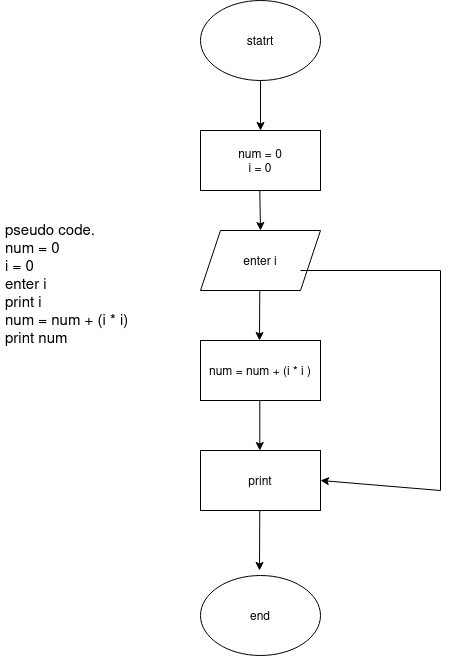 statrt
num = 0
i = 0
enter i
num = num + (i * i )
print
end
pseudo code.
num = 0
i = 0
enter i
print i
num = num + (i * i)
print num